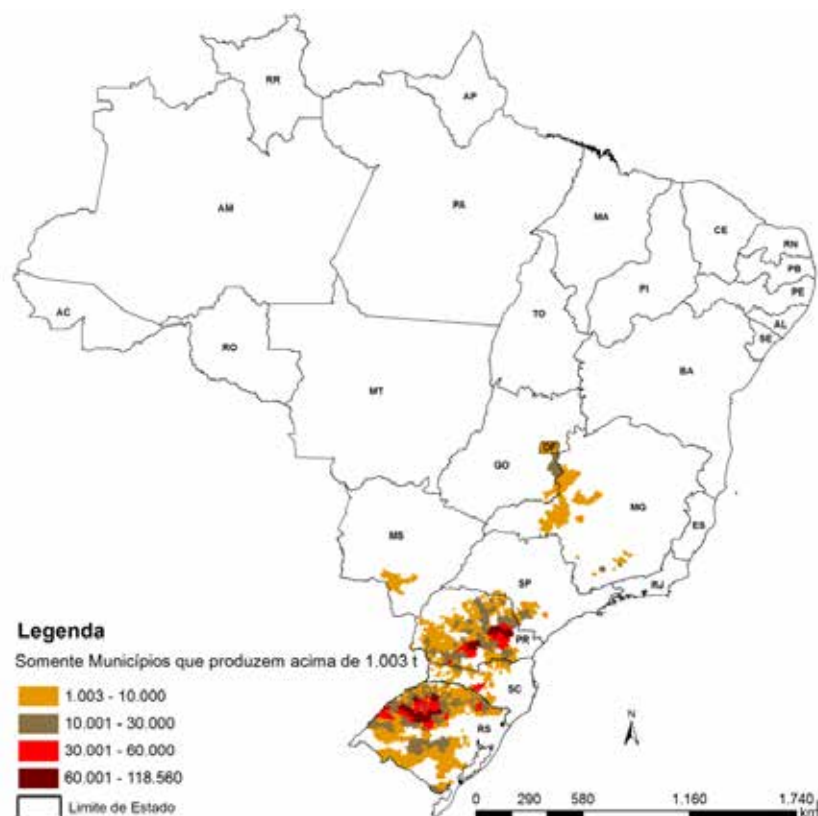 RR
AP
AM
PA
MA
CE
RN
PB
PE
PI
AL
SE
AC
TO
RO
BA
MT
DF
GO
MG
ES
MS
SP
RJ
PR
SC
RS
N
Legenda
Somente Municípios que produzem acima de 1.003 t
1.003 - 10.000
10.001 - 30.000
30.001 - 60.000
60.001 - 118.560
Limite de Estado
0 290 580 1.160 1.740
km